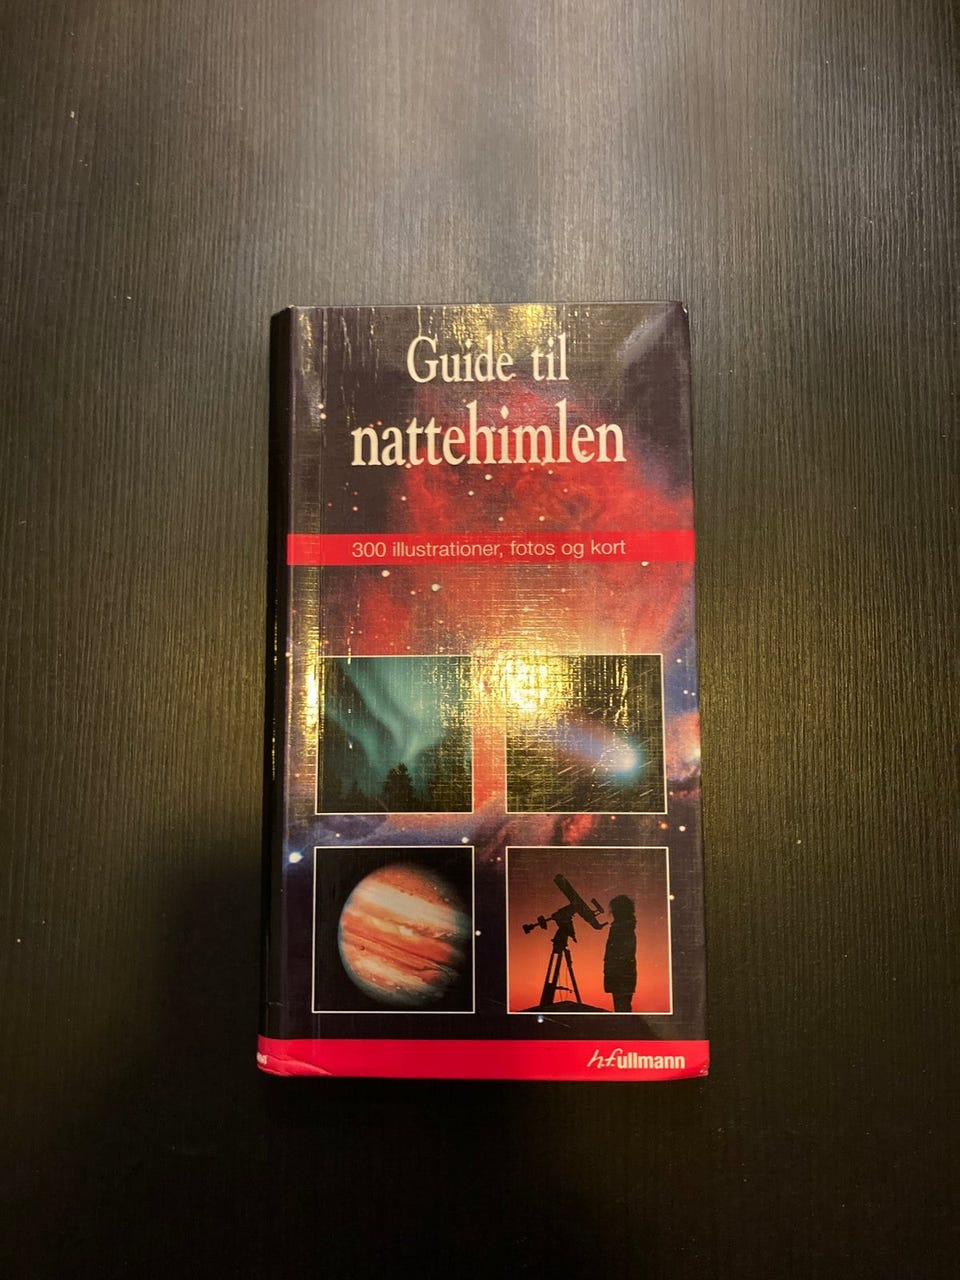 Guide til
nattehimlen
300 illustrationer, fotos og kort
h.f.ullmann